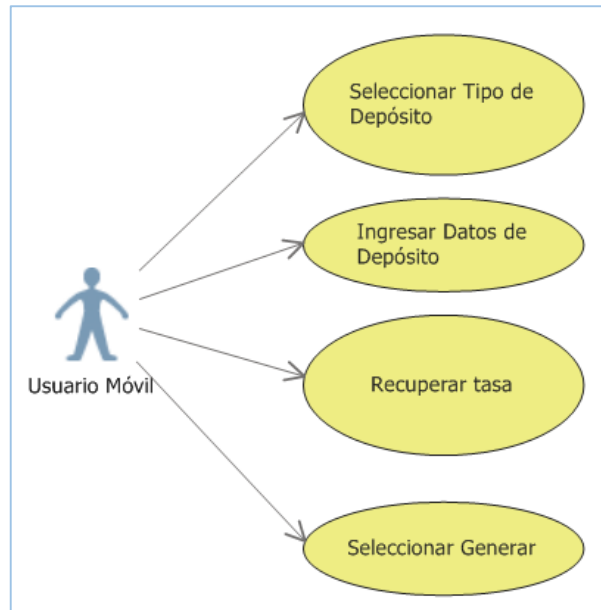 Seleccionar Tipo de
Depósito
Ingresar Datos de
Depósito
Usuario Móvil
Recuperar tasa
Seleccionar Generar